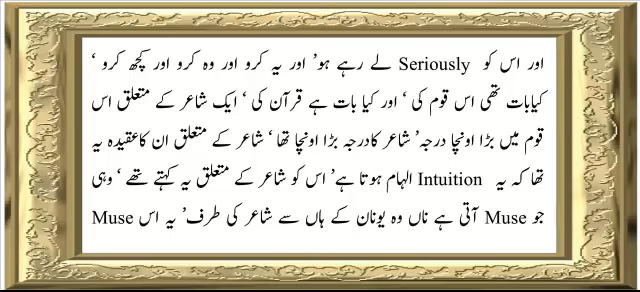 اور اس کو Seriously لے رہے ہو’ اور یہ کرو اور وہ کرو اور کچھ کرو ‘
کیابات تھی اس قوم کی ‘ اور کیا بات ہے قرآن کی ‘ ایک شاعر کے متعلق اس
قوم میں بڑا اونچا درجہ’ شاعر کادرجہ بڑا اونچا تھا ‘ شاعر کے متعلق ان کاعقیدہ یہ
تھا کہ یہ Intuition الہام ہوتا ہے’ اس کو شاعر کے متعلق یہ کہتے تھے ‘ وہی
جو Muse آتی ہے ناں وہ یونان کے ہاں سے شاعر کی طرف’ یہ اس Muse